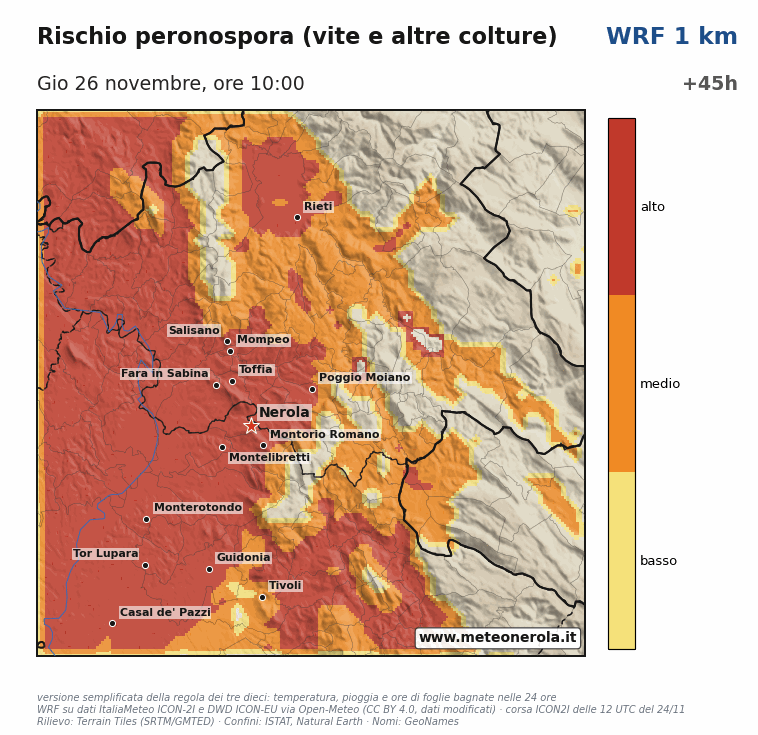 Rischio peronospora (vite e altre colture)
WRF 1 km
Gio 26 novembre, ore 10:00
+45h
alto
Rieti
Salisano
Mompeo
Toffia
Fara in Sabina
Poggio Moiano
medio
Nerola
Montorio Romano
Montelibretti
Monterotondo
Tor Lupara
Guidonia
basso
Tivoli
Casal de' Pazzi
www.meteonerola.it
versione semplificata della regola dei tre dieci: temperatura, pioggia e ore di foglie bagnate nelle 24 ore
WRF su dati ItaliaMeteo ICON-2I e DWD ICON-EU via Open-Meteo (CC BY 4.0, dati modificati) · corsa ICON2I delle 12 UTC del 24/11
Rilievo: Terrain Tiles (SRTM/GMTED) · Confini: ISTAT, Natural Earth · Nomi: GeoNames